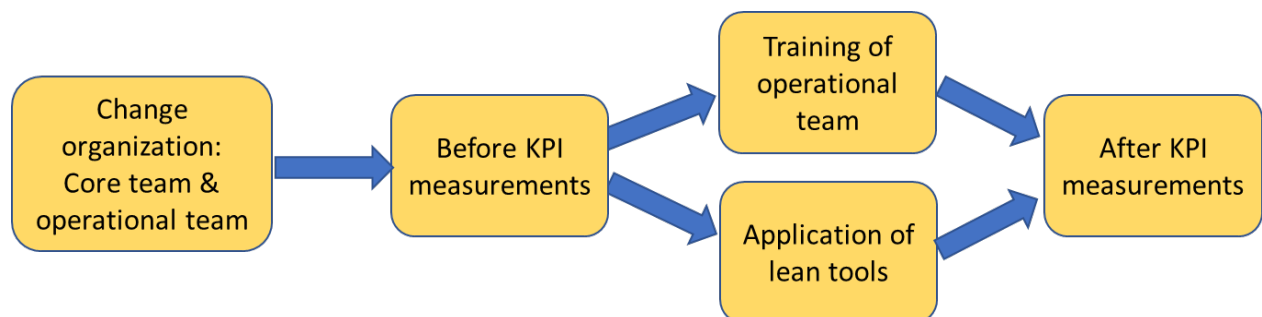 Change
organization:
Core team &
operational team
Before KPI
measurements
Training of
operational
team
Application of
lean tools
After KPI
measurements